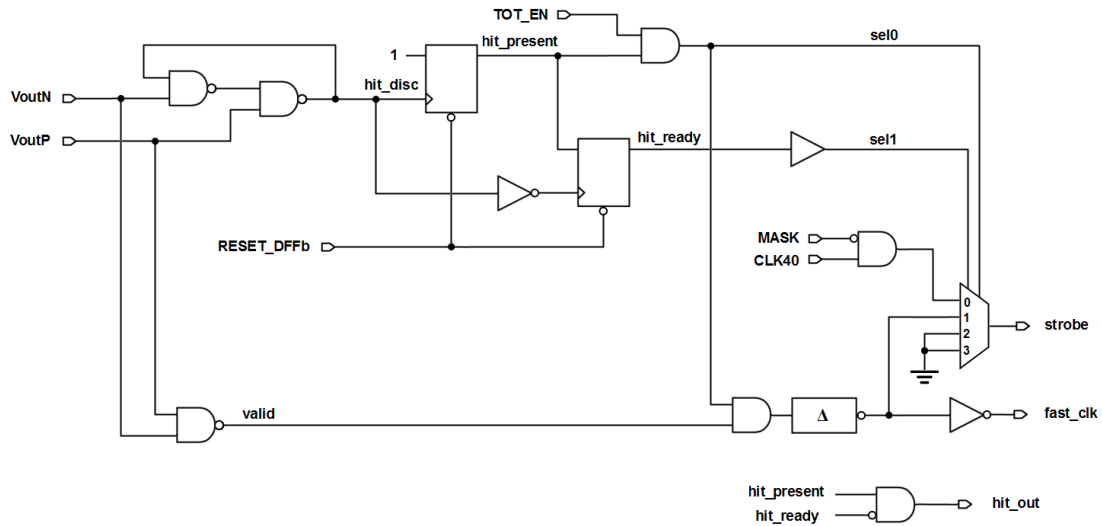 TOT_EN
hit_present
sel0
1
hit_disc
VoutN
VoutP
hit_ready
sel1
RESET_DFFb
MASK
CLK40
0
1
2
3
strobe
valid
Δ
fast_clk
hit_present
hit_ready
hit_out